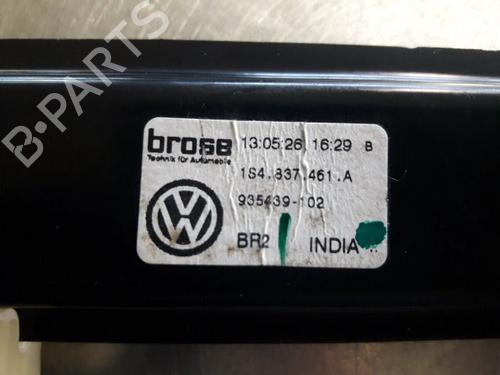 B-PARTS
brose
Technik für Automobile
13:05:26 16:29 B
1S4.837.461.A
935439-102
BR2
INDIA